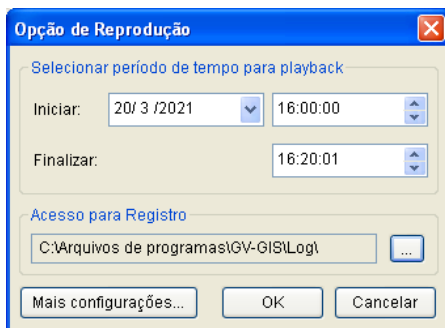 Opção de Reprodução
Selecionar período de tempo para playback
Iniciar: 20/ 3 /2021 16:00:00
Finalizar: 16:20:01
Acesso para Registro
C:\Arquivos de programas\GV-GIS\Log\ ...
Mais configurações... OK Cancelar